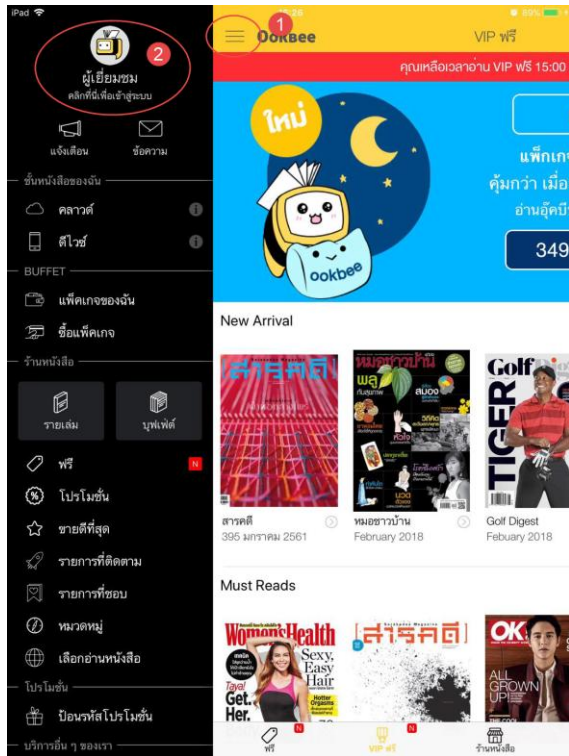 iPad
2
ผู้เยี่ยมชม
คลิกที่นี่เพื่อเข้าสู่ระบบ
แจ้งเตือน
ข้อความ
ชั้นหนังสือของฉัน
คลาวด์
ดีไวซ์
BUFFET
แพ็คเกจของฉัน
ซื้อแพ็คเกจ
ร้านหนังสือ
รายเล่ม
บุฟเฟ่ต์
ฟรี
N
โปรโมชั่น
ขายดีที่สุด
รายการที่ติดตาม
รายการที่ชอบ
หมวดหมู่
เลือกอ่านหนังสือ
โปรโมชั่น
ป้อนรหัสโปรโมชั่น
บริการอื่น ๆ ของเรา
1
89%
OOKBEE
VIP ฟรี
คุณเหลือเวลาอ่าน VIP ฟรี 15:00
ใหม่
ookbee
แพ็กเกจ
คุ้มกว่า เมื่อ
349
New Arrival
สารคดี
หมอชาวบ้าน
พลู
สมอง
หัวใจ
นวด
Golf
TIGER
สารคดี
395 มกราคม 2561
หมอชาวบ้าน
February 2018
Golf Digest
Febuary 2018
Must Reads
Women'sHealth
Sexy,
Easy
Hair
Taya!
Get.
Her.
Hotter
Orgasms
สารคดี
OK!
ALL
GROWN
UP
ฟรี
N
VIP ฟรี
N
ร้านหนังสือ